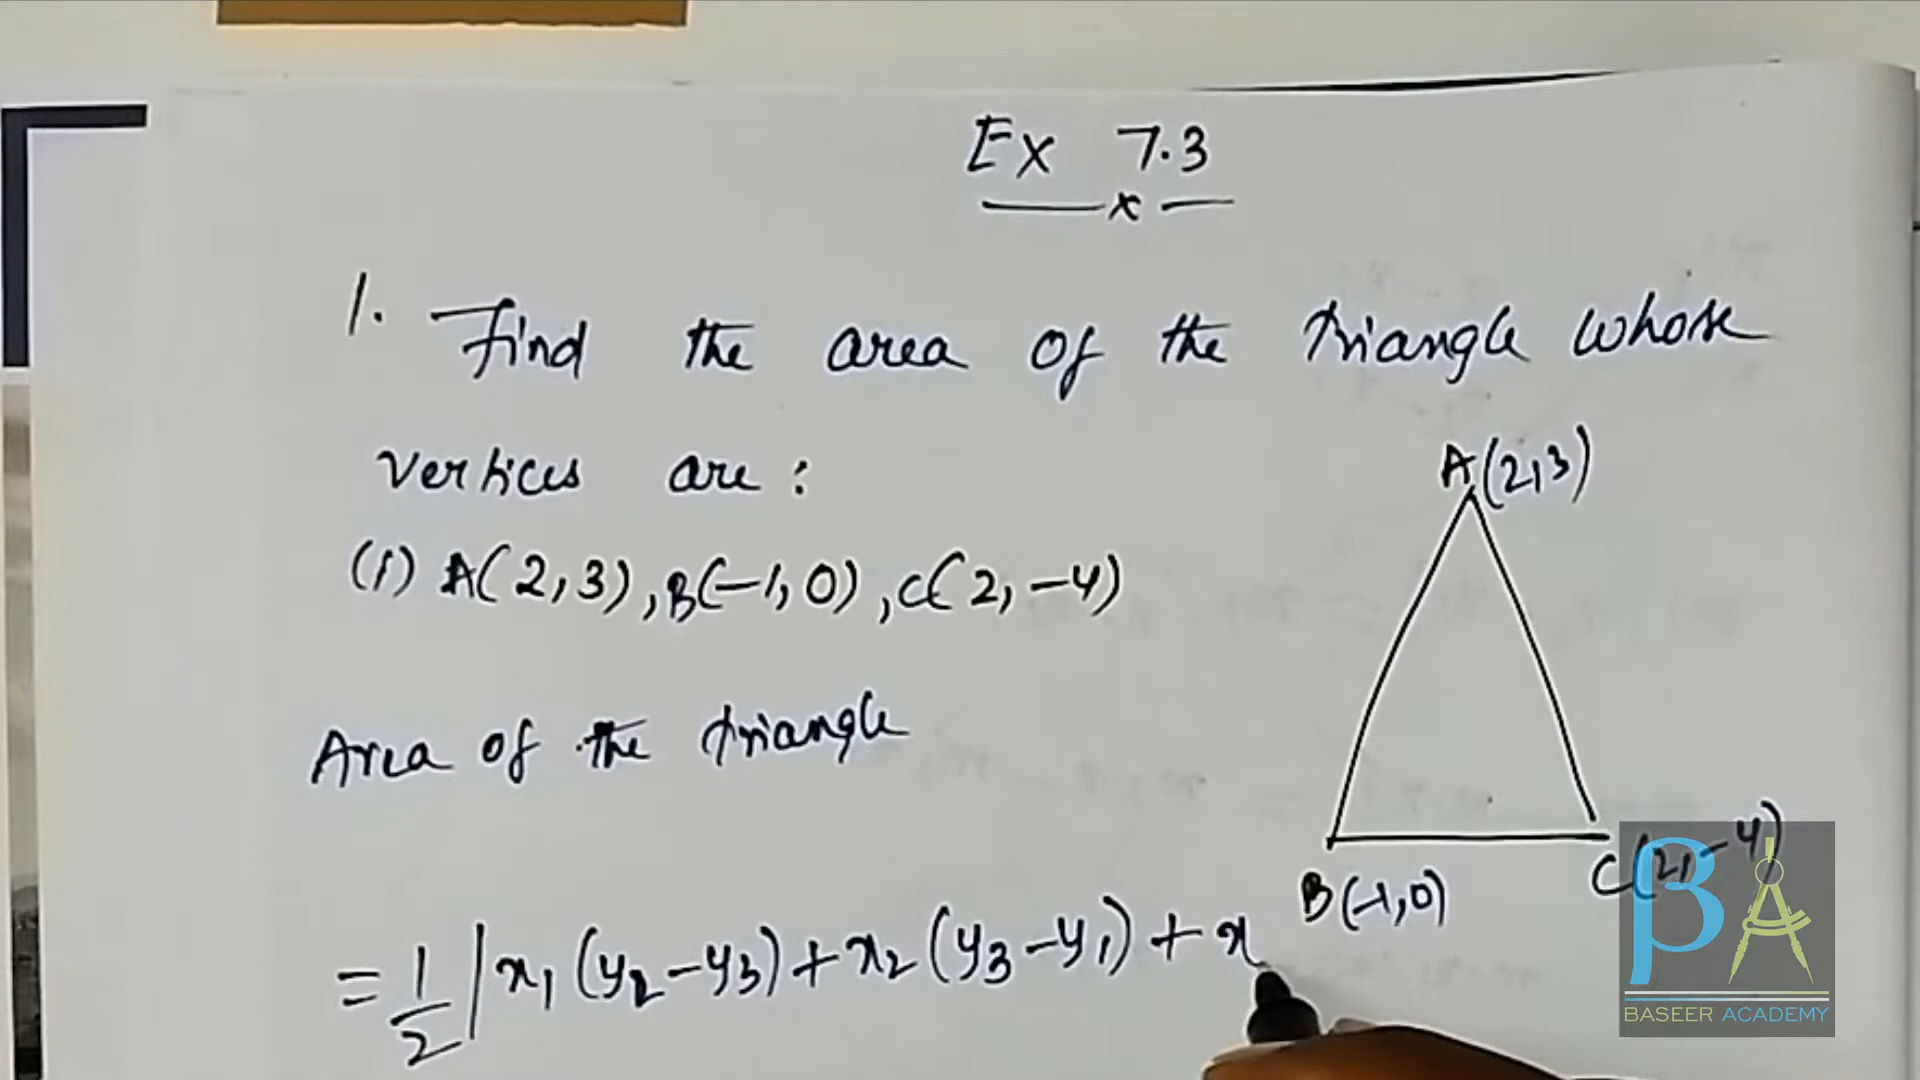 Ex 7.3
x
1. Find the area of the triangle whose
vertices are:
A(2,3)
(i) A(2,3), B(-1,0), C(2,-4)
Area of the triangle
C(2,-4)
B(-1,0)
= 1/2 | x₁ (y₂-y₃) + x₂ (y₃-y₁) + x
βA
BASEER ACADEMY